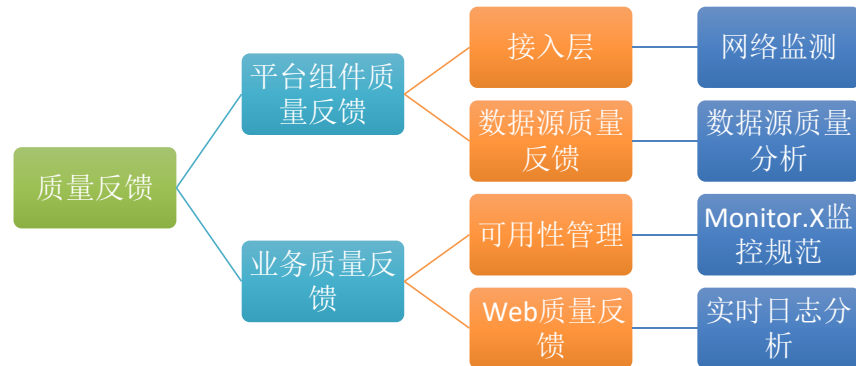 质量反馈
平台组件质
量反馈
接入层
网络监测
数据源质量
反馈
数据源质量
分析
业务质量反
馈
可用性管理
Monitor.X监
控规范
Web质量反
馈
实时日志分
析